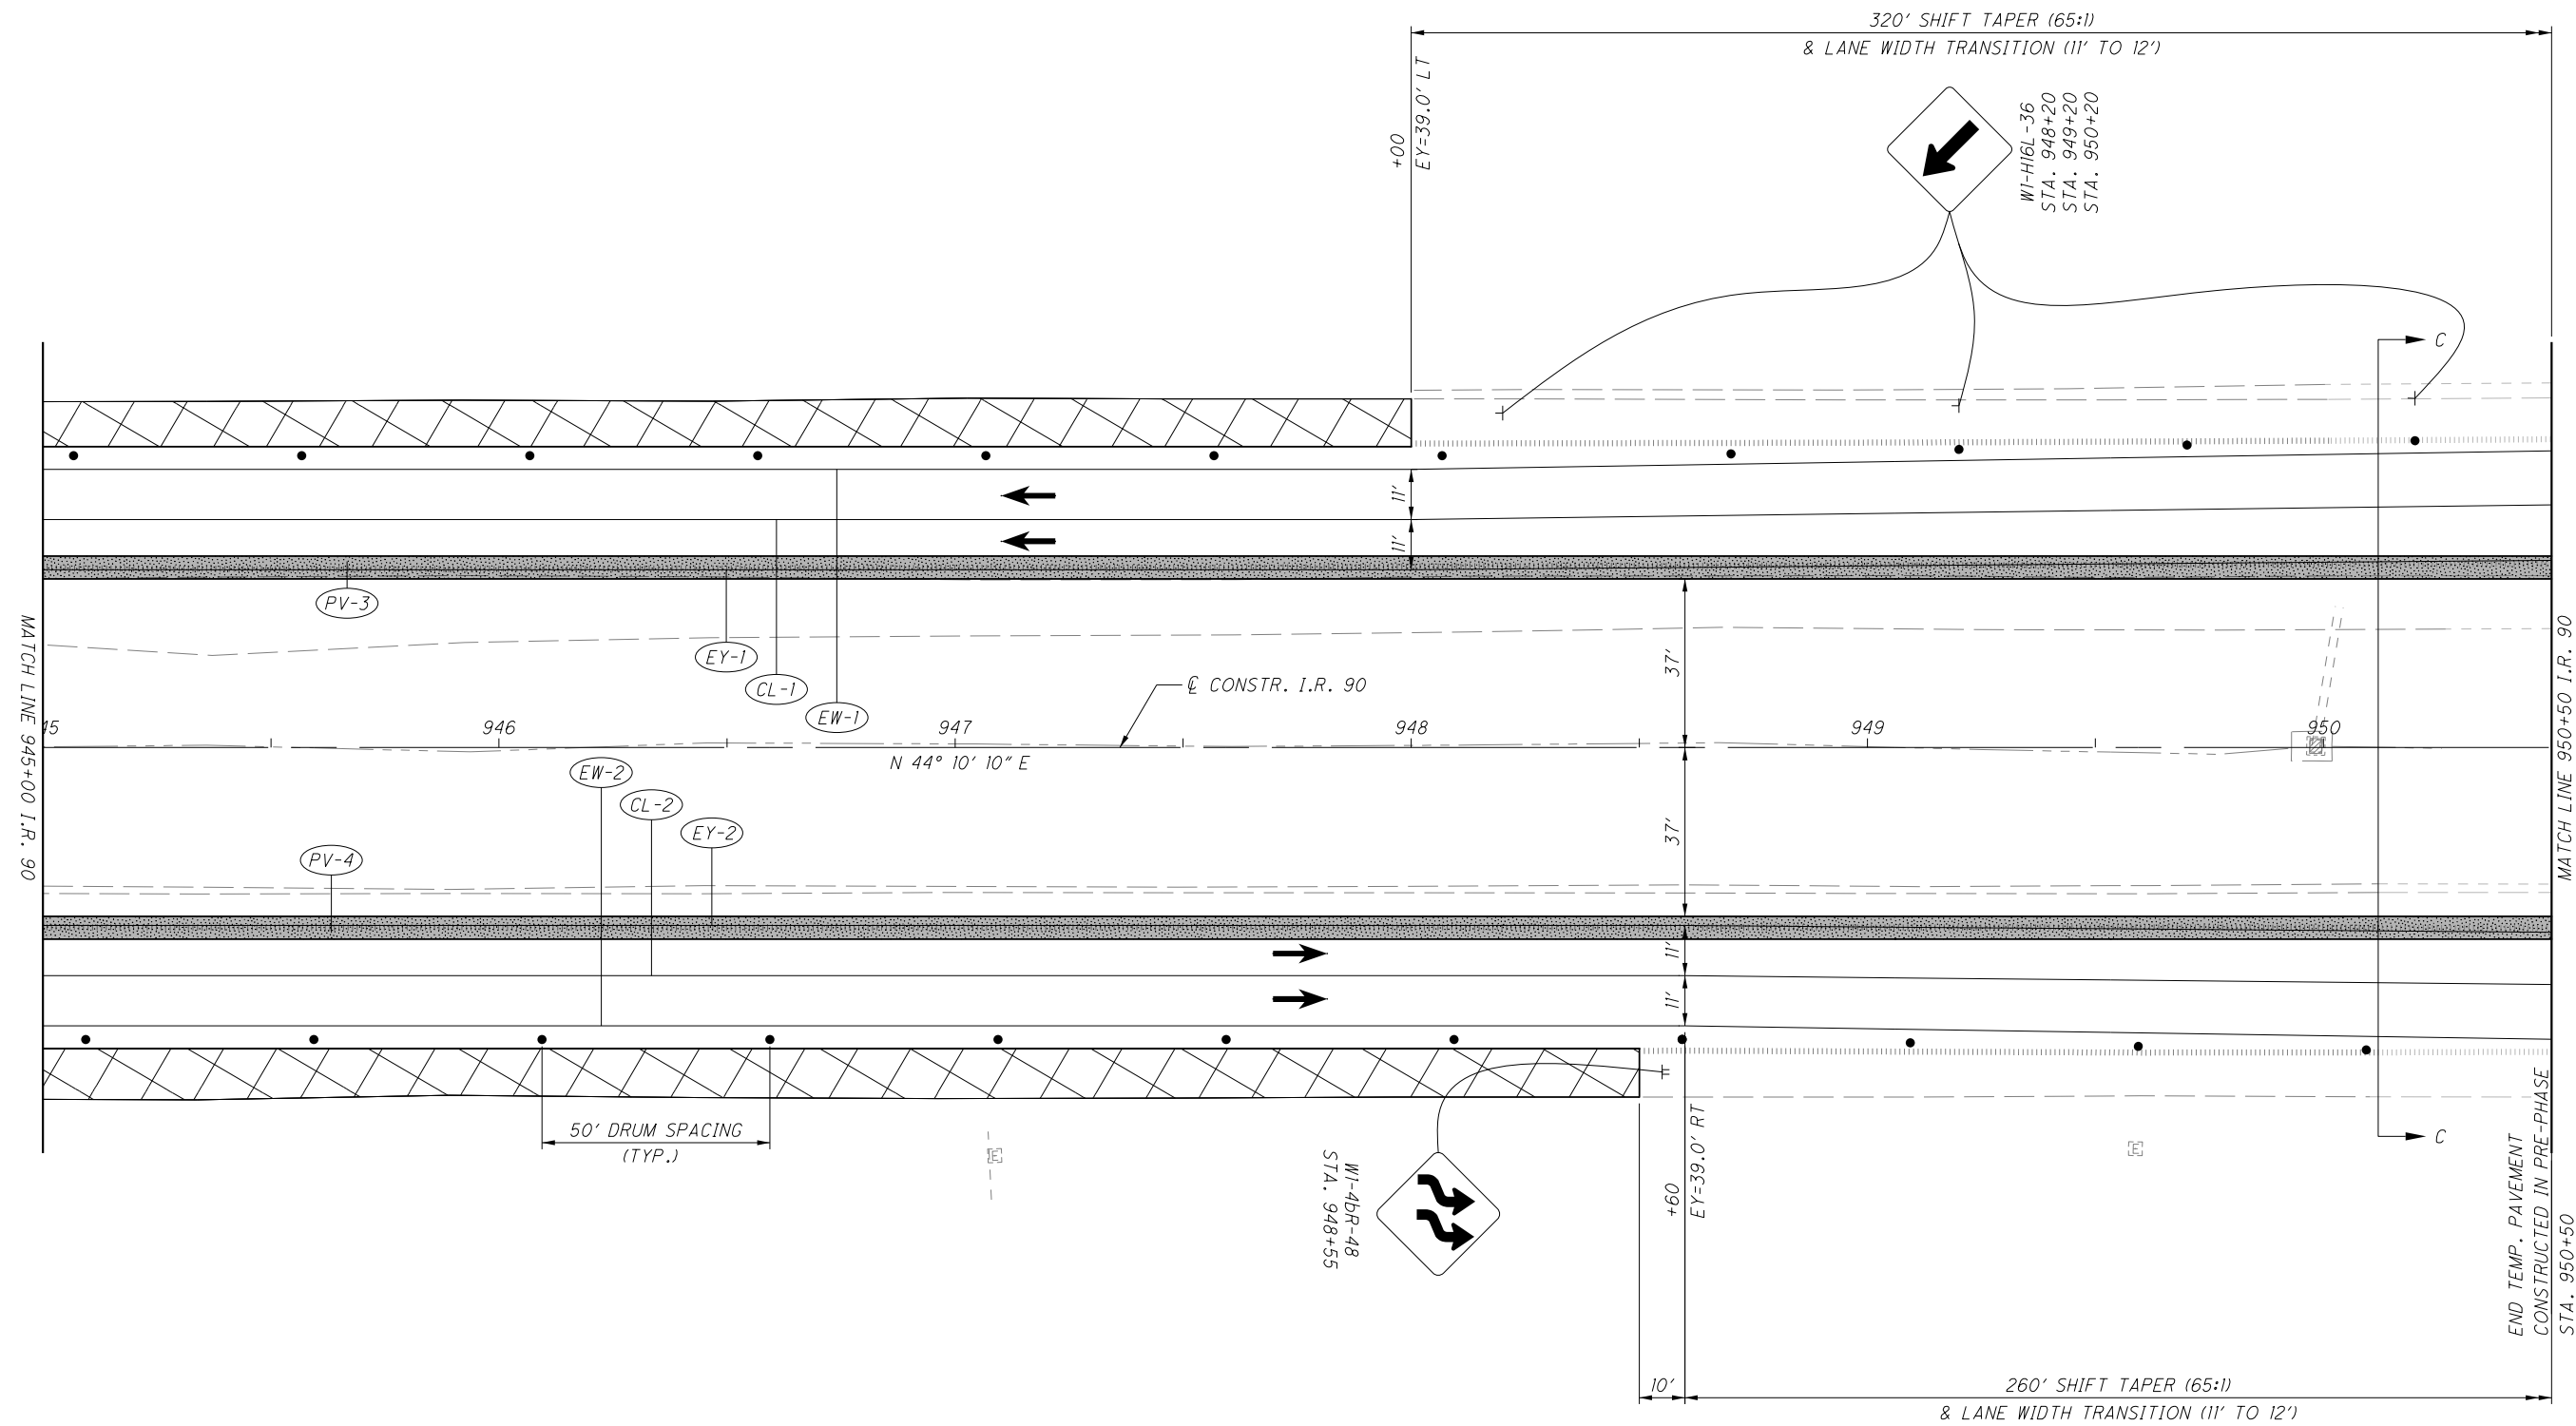 320' SHIFT TAPER (65:1)
& LANE WIDTH TRANSITION (11' TO 12')
+00
EY=39.0' LT
W1-H16L-36
STA. 948+20
STA. 949+20
STA. 950+20
C
11'
11'
PV-3
EY-1
CL-1
EW-1
37'
℄ CONSTR. I.R. 90
MATCH LINE 945+00 I.R. 90
MATCH LINE 950+50 I.R. 90
45
946
947
948
949
950
N 44° 10' 10" E
EW-2
CL-2
EY-2
PV-4
37'
11'
11'
50' DRUM SPACING
(TYP.)
E
E
C
W1-4bR-48
STA. 948+55
+60
EY=39.0' RT
END TEMP. PAVEMENT
CONSTRUCTED IN PRE-PHASE
STA. 950+50
10'
260' SHIFT TAPER (65:1)
& LANE WIDTH TRANSITION (11' TO 12')